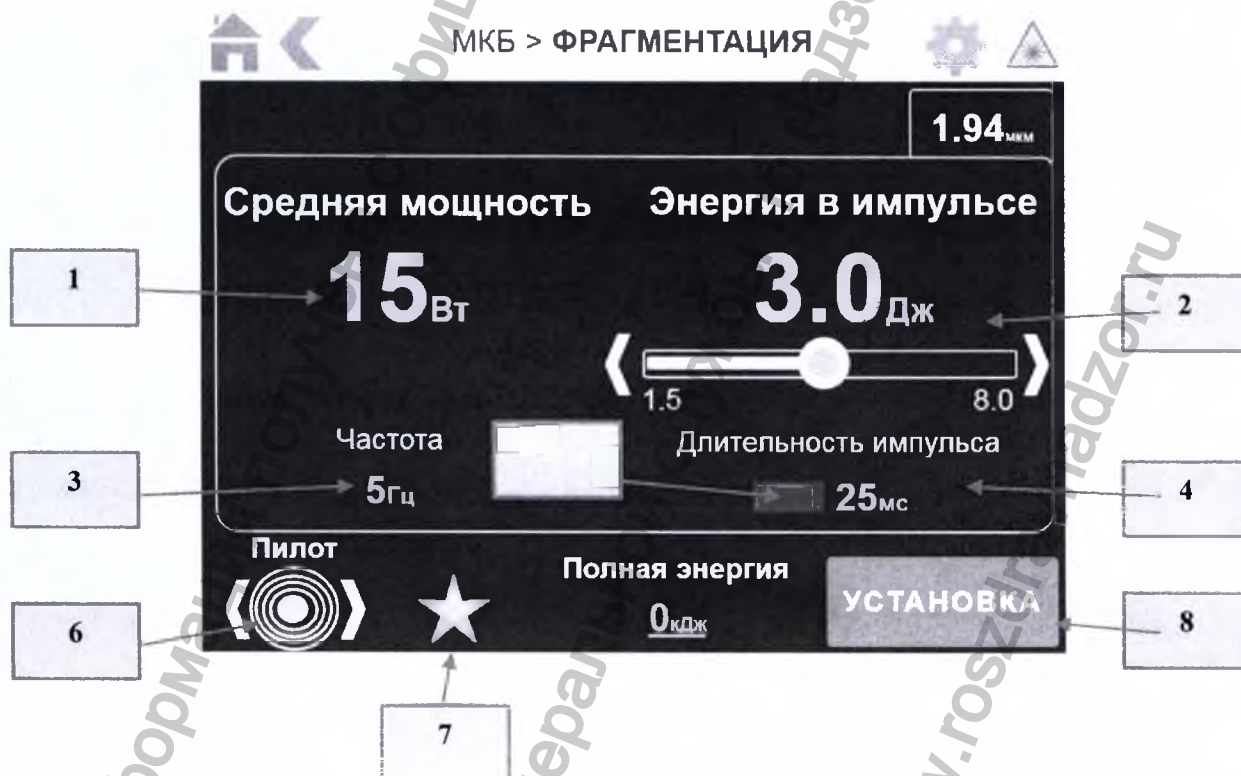 МКБ > ФРАГМЕНТАЦИЯ
1.94мкм
Средняя мощность
Энергия в импульсе
1
15Вт
3.0Дж
2
1.5
8.0
Частота
Длительность импульса
3
5Гц
25мс
4
Пилот
Полная энергия
0кДж
УСТАНОВКА
6
8
7